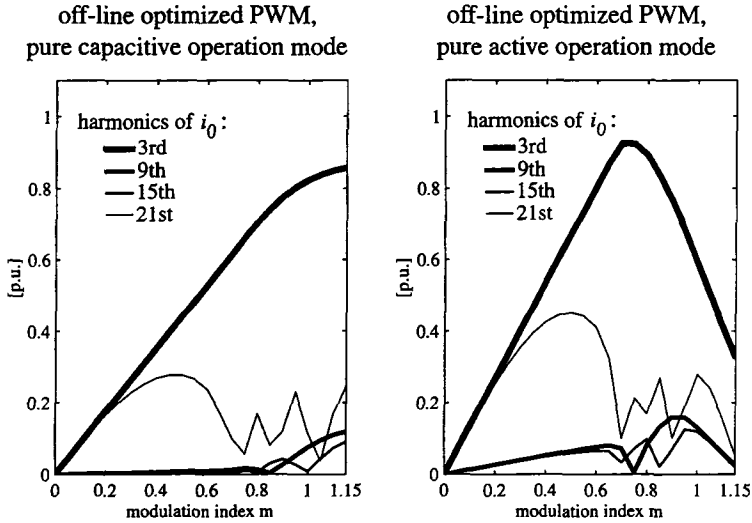 off-line optimized PWM,
pure capacitive operation mode
harmonics of i0 :
3rd
9th
15th
21st
1
0.8
0.6
0.4
0.2
0
[p.u.]
0 0.2 0.4 0.6 0.8 1 1.15
modulation index m
off-line optimized PWM,
pure active operation mode
harmonics of i0 :
3rd
9th
15th
21st
1
0.8
0.6
0.4
0.2
0
[p.u.]
0 0.2 0.4 0.6 0.8 1 1.15
modulation index m